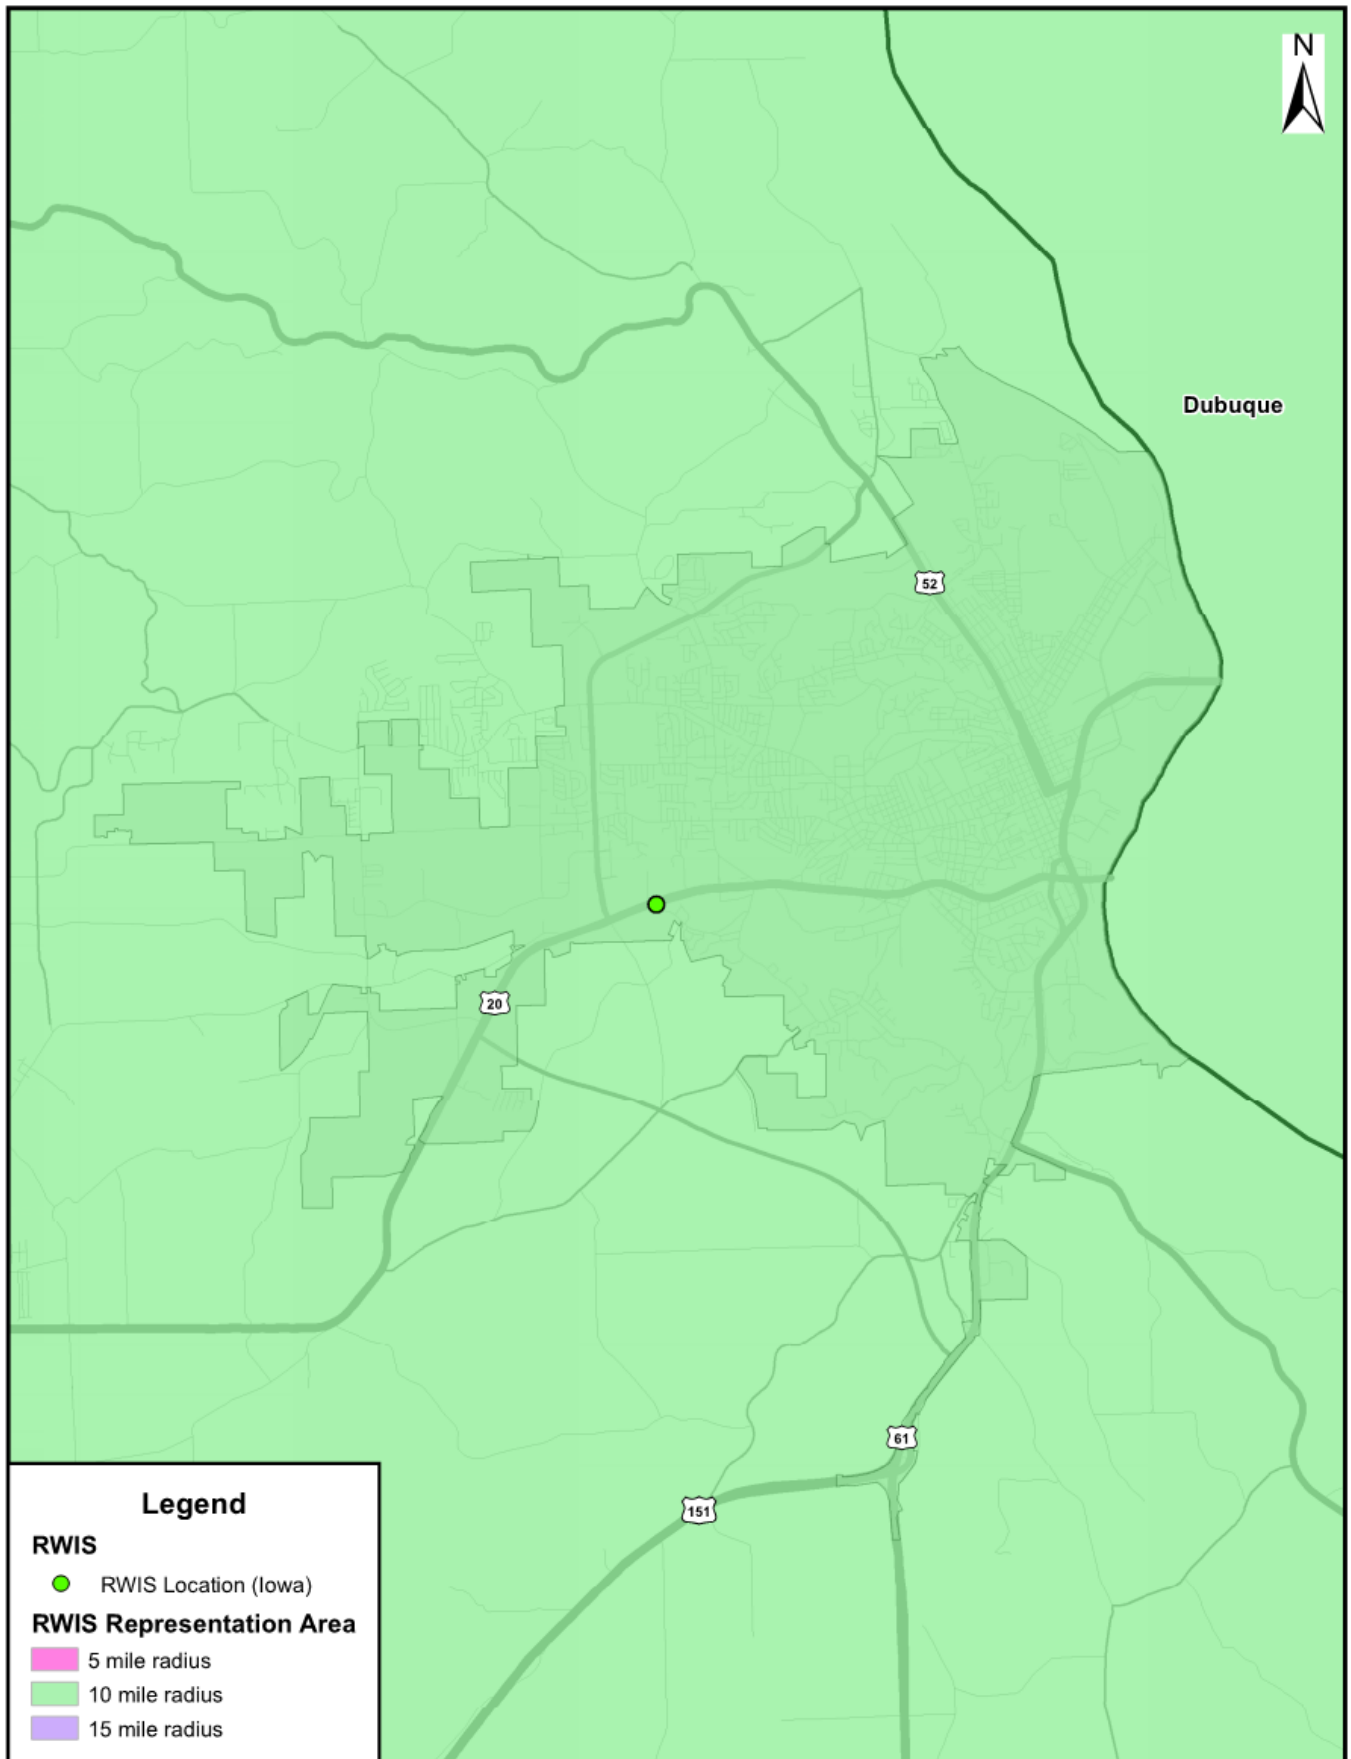 N
Dubuque
52
20
61
151
Legend
RWIS
RWIS Location (Iowa)
RWIS Representation Area
5 mile radius
10 mile radius
15 mile radius